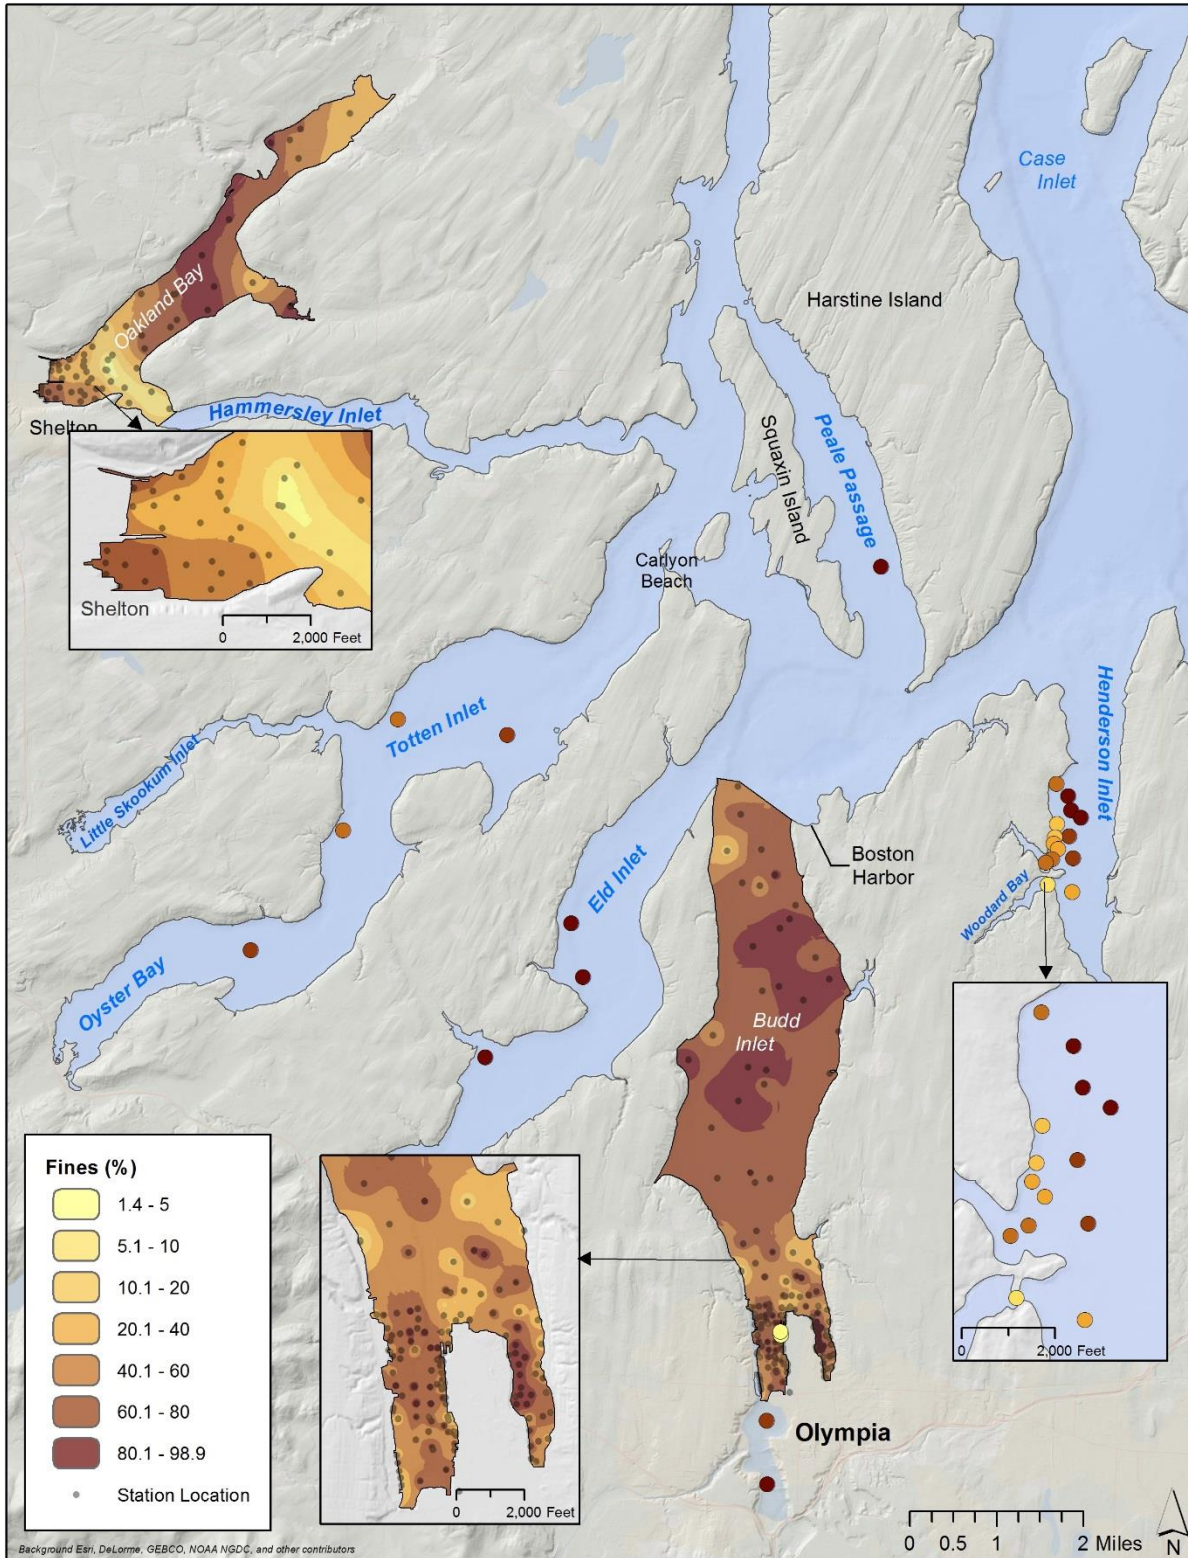 Case
Inlet
Harstine Island
Oakland Bay
Hammersley Inlet
Shelton
Squaxin Island
Peale Passage
Carlyon
Beach
Shelton
0 2,000 Feet
Henderson Inlet
Totten Inlet
Little Skookum Inlet
Eld Inlet
Boston
Harbor
Woodard Bay
Oyster Bay
Budd
Inlet
Fines (%)
1.4 - 5
5.1 - 10
10.1 - 20
20.1 - 40
40.1 - 60
60.1 - 80
80.1 - 98.9
Station Location
0 2,000 Feet
0 2,000 Feet
Olympia
0 0.5 1 2 Miles
N
Background Esri, DeLorme, GEBCO, NOAA NGDC, and other contributors